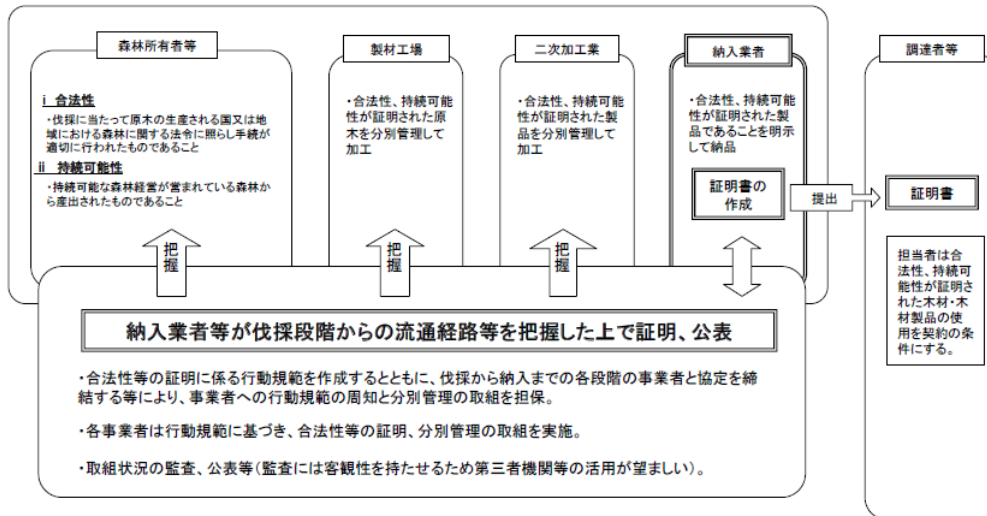 森林所有者等
ⅰ 合法性
・伐採に当たって原木の生産される国又は地
域における森林に関する法令に照らし手続が
適切に行われたものであること
ⅱ 持続可能性
・持続可能な森林経営が営まれている森林か
ら産出されたものであること
製材工場
・合法性、持続可能
性が証明された原
木を分別管理して
加工
二次加工業
・合法性、持続可能
性が証明された製
品を分別管理して
加工
納入業者
・合法性、持続可能
性が証明された製
品であることを明示
して納品
証明書の
作成
提出
調達者等
証明書
担当者は合
法性、持続可
能性が証明さ
れた木材・木
材製品の使
用を契約の条
件にする。
把握
把握
把握
納入業者等が伐採段階からの流通経路等を把握した上で証明、公表
・合法性等の証明に係る行動規範を作成するとともに、伐採から納入までの各段階の事業者と協定を締
結する等により、事業者への行動規範の周知と分別管理の取組を担保。
・各事業者は行動規範に基づき、合法性等の証明、分別管理の取組を実施。
・取組状況の監査、公表等(監査には客観性を持たせるため第三者機関等の活用が望ましい)。